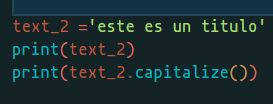 text_2 ='este es un titulo'
print(text_2)
print(text_2.capitalize())